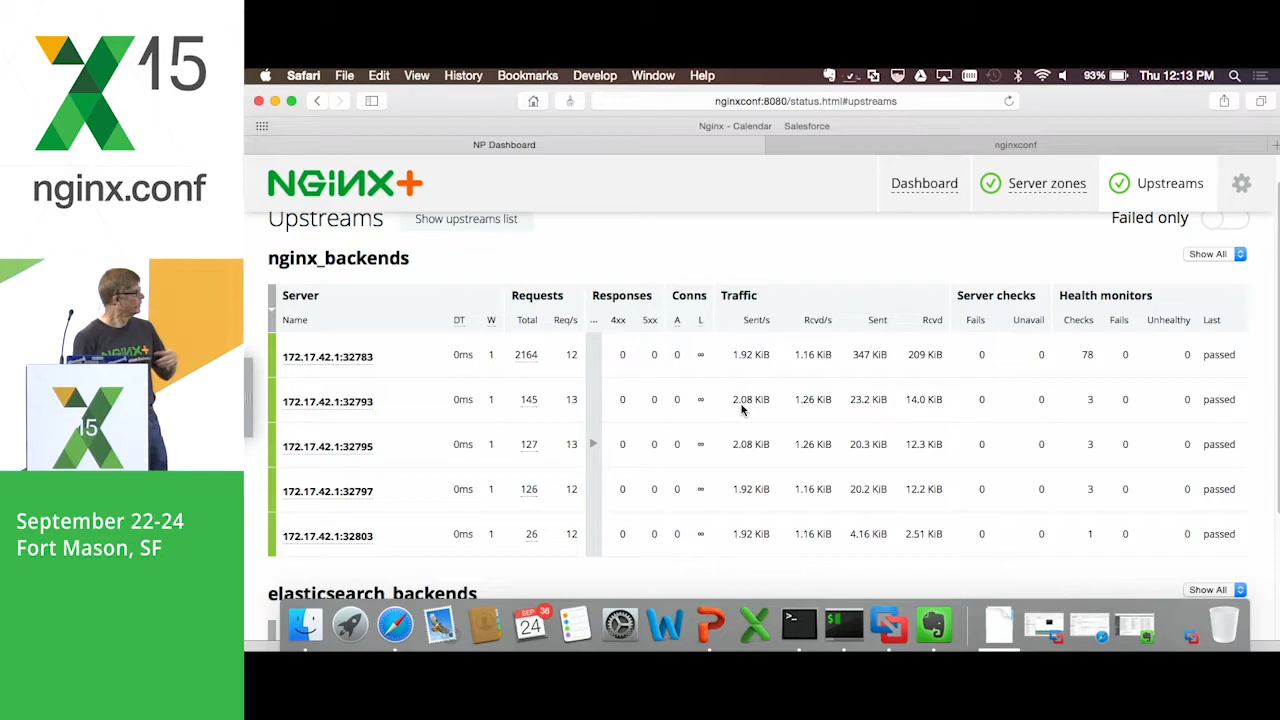 15
nginx.conf
NGINX
15
September 22-24
Fort Mason, SF
Safari File Edit View History Bookmarks Develop Window Help 93% Thu 12:13 PM
nginxconf:8080/status.html#upstreams
Nginx - Calendar Salesforce
NP Dashboard nginxconf
NGINX+ Dashboard Server zones Upstreams
Upstreams Show upstreams list Failed only
nginx_backends Show All
Server Requests Responses Conns Traffic Server checks Health monitors
Name DT W Total Req/s ... 4xx 5xx A L Sent/s Rcvd/s Sent Rcvd Fails Unavail Checks Fails Unhealthy Last
172.17.42.1:32783 0ms 1 2164 12 0 0 0 ∞ 1.92 KiB 1.16 KiB 347 KiB 209 KiB 0 0 78 0 0 passed
172.17.42.1:32793 0ms 1 145 13 0 0 0 ∞ 2.08 KiB 1.26 KiB 23.2 KiB 14.0 KiB 0 0 3 0 0 passed
172.17.42.1:32795 0ms 1 127 13 0 0 0 ∞ 2.08 KiB 1.26 KiB 20.3 KiB 12.3 KiB 0 0 3 0 0 passed
172.17.42.1:32797 0ms 1 126 12 0 0 0 ∞ 1.92 KiB 1.16 KiB 20.2 KiB 12.2 KiB 0 0 3 0 0 passed
172.17.42.1:32803 0ms 1 26 12 0 0 0 ∞ 1.92 KiB 1.16 KiB 4.16 KiB 2.51 KiB 0 0 1 0 0 passed
elasticsearch_backends Show All
SEP 24 36